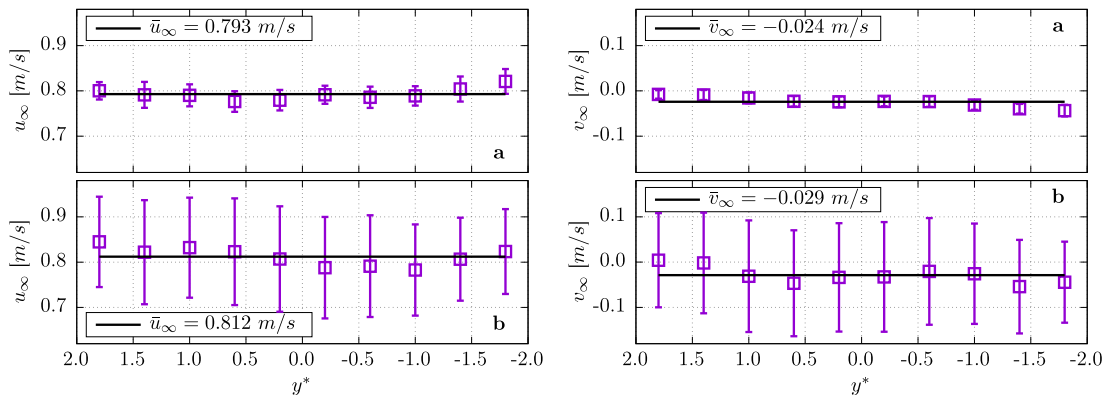 ū∞ = 0.793 m/s
0.9
0.8
0.7
u∞ [m/s]
a
ū∞ = 0.812 m/s
0.9
0.8
0.7
u∞ [m/s]
b
2.0 1.5 1.0 0.5 0.0 -0.5 -1.0 -1.5 -2.0
y*
v̄∞ = −0.024 m/s
a
0.1
0.0
-0.1
v∞ [m/s]
v̄∞ = −0.029 m/s
b
0.1
0.0
-0.1
v∞ [m/s]
2.0 1.5 1.0 0.5 0.0 -0.5 -1.0 -1.5 -2.0
y*